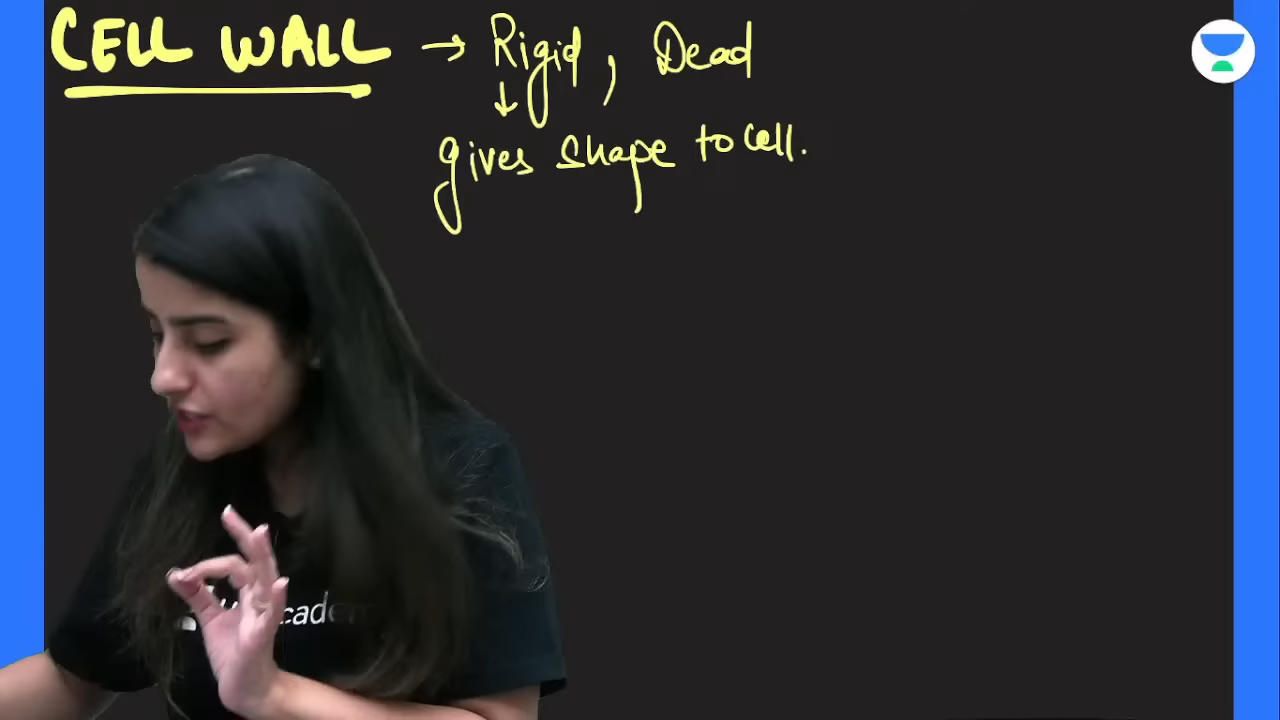 CELL WALL → Rigid, Dead
↓
gives shape to cell.